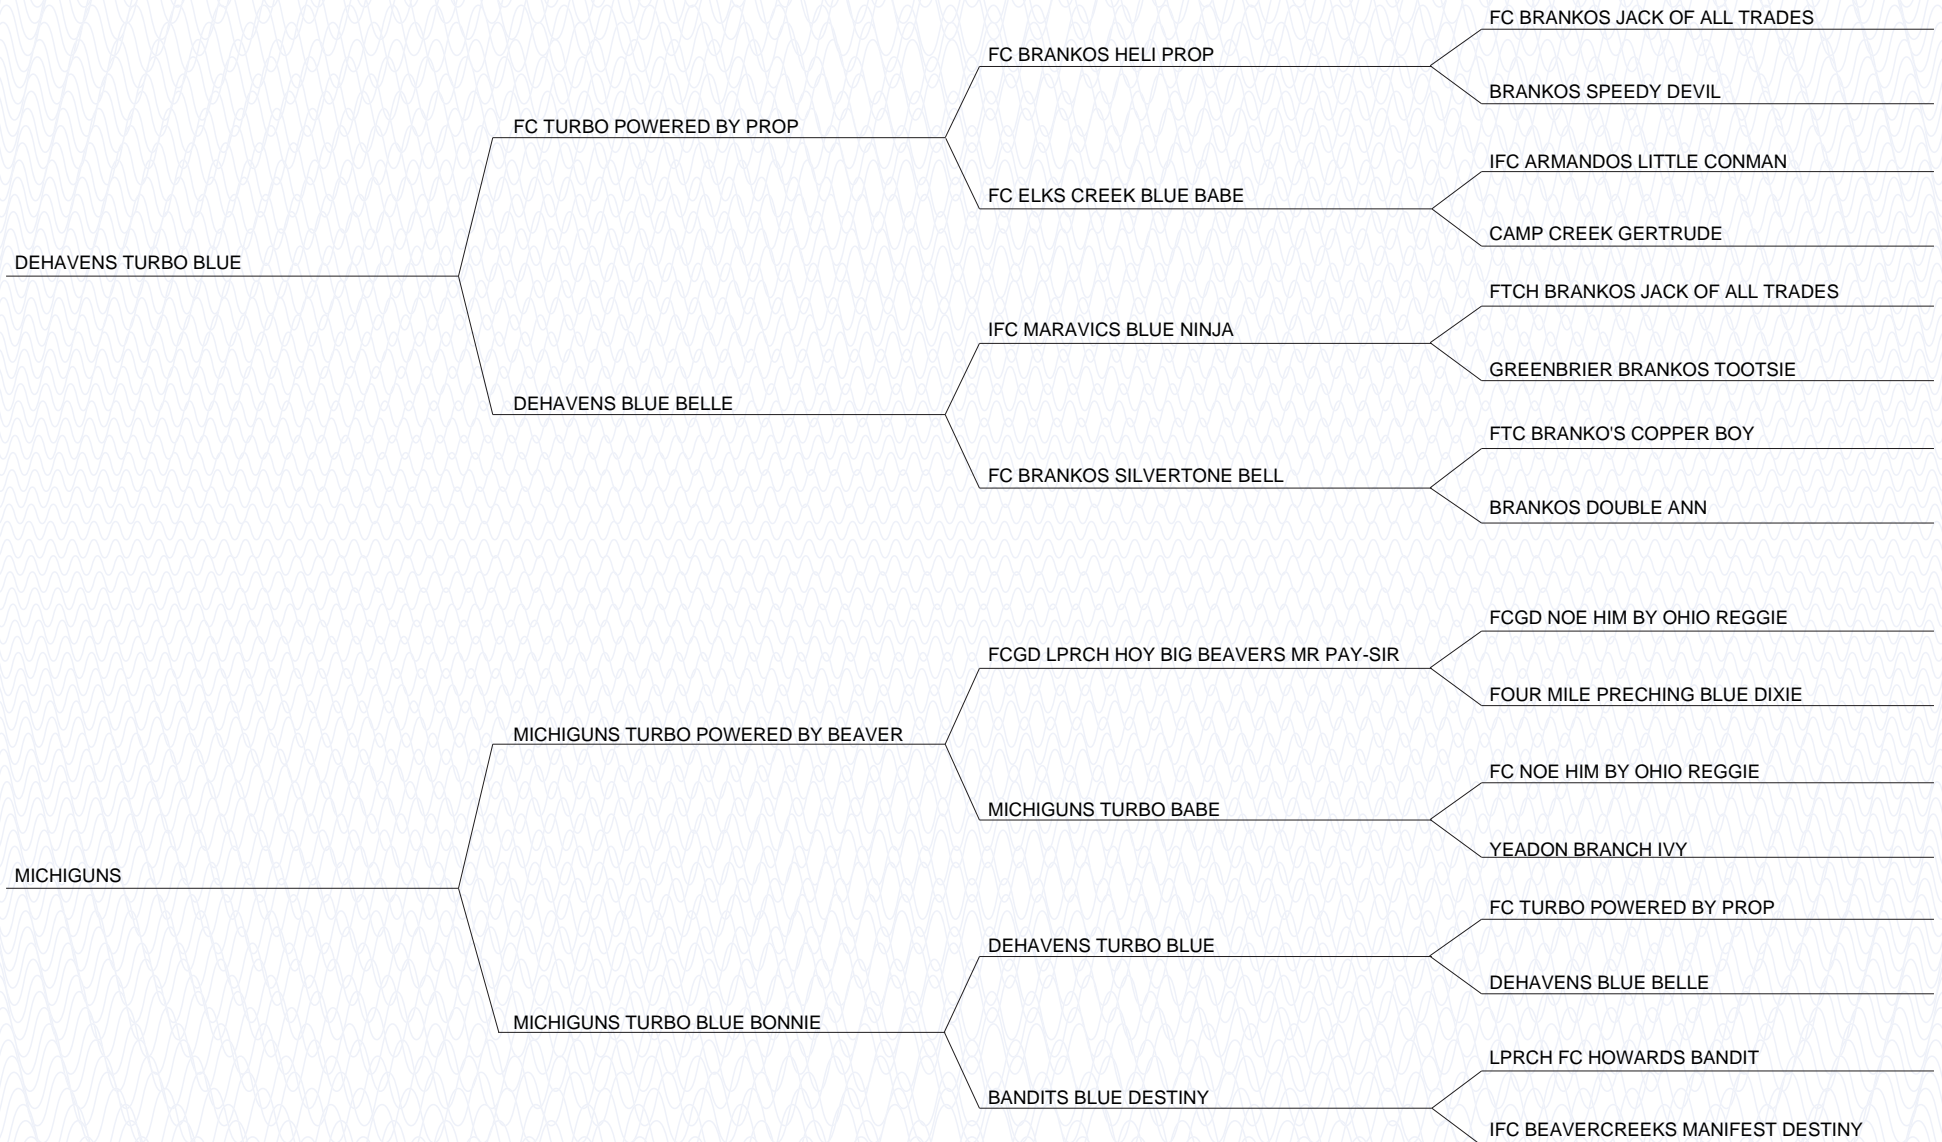 FC BRANKOS JACK OF ALL TRADES
FC BRANKOS HELI PROP
BRANKOS SPEEDY DEVIL
FC TURBO POWERED BY PROP
IFC ARMANDOS LITTLE CONMAN
FC ELKS CREEK BLUE BABE
CAMP CREEK GERTRUDE
DEHAVENS TURBO BLUE
FTCH BRANKOS JACK OF ALL TRADES
IFC MARAVICS BLUE NINJA
GREENBRIER BRANKOS TOOTSIE
DEHAVENS BLUE BELLE
FTC BRANKO'S COPPER BOY
FC BRANKOS SILVERTONE BELL
BRANKOS DOUBLE ANN
FCGD NOE HIM BY OHIO REGGIE
FCGD LPRCH HOY BIG BEAVERS MR PAY-SIR
FOUR MILE PRECHING BLUE DIXIE
MICHIGUNS TURBO POWERED BY BEAVER
FC NOE HIM BY OHIO REGGIE
MICHIGUNS TURBO BABE
YEADON BRANCH IVY
MICHIGUNS
FC TURBO POWERED BY PROP
DEHAVENS TURBO BLUE
DEHAVENS BLUE BELLE
MICHIGUNS TURBO BLUE BONNIE
LPRCH FC HOWARDS BANDIT
BANDITS BLUE DESTINY
IFC BEAVERCREEKS MANIFEST DESTINY